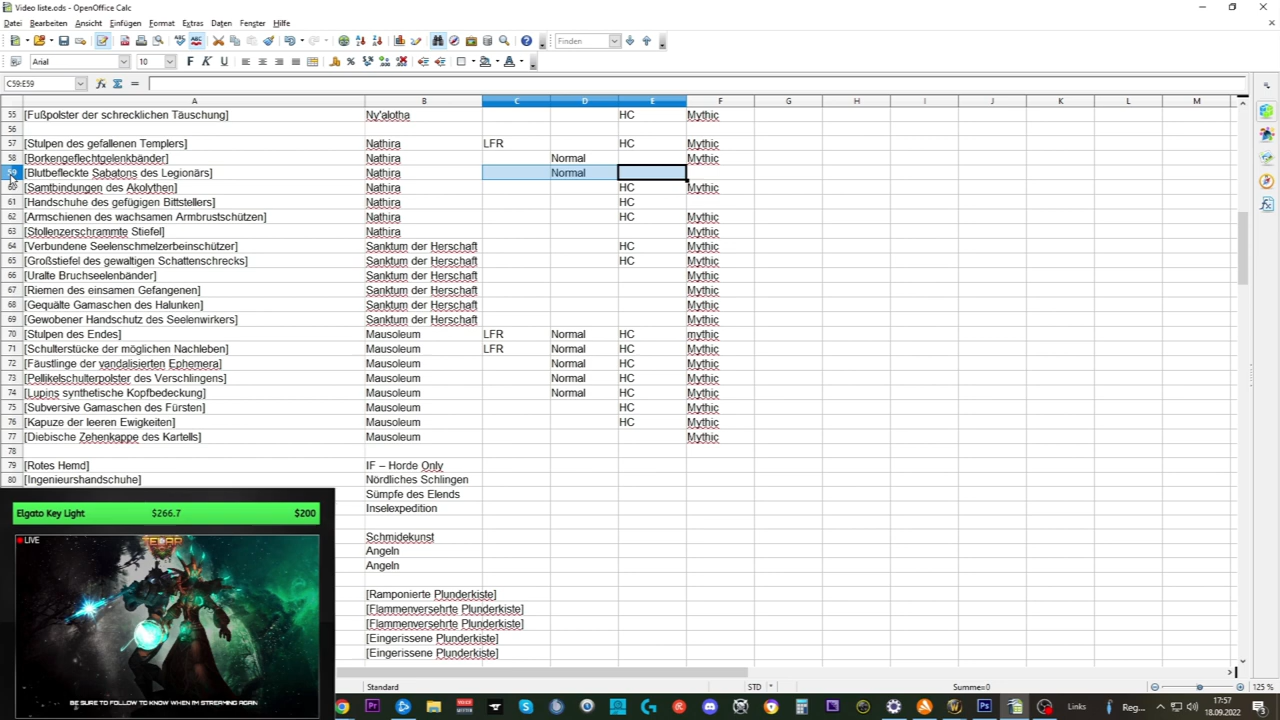 Video liste.ods - OpenOffice Calc
Datei Bearbeiten Ansicht Einfügen Format Extras Daten Fenster Hilfe
Finden
Arial 10
C59:E59
A B C D E F G H I J K L M
55 [Fußpolster der schrecklichen Täuschung] Ny'alotha HC Mythic
56
57 [Stulpen des gefallenen Templers] Nathira LFR HC Mythic
58 [Borkengeflechtgelenkbänder] Nathira Normal Mythic
59 [Blutbefleckte Sabatons des Legionärs] Nathira Normal
60 [Samtbindungen des Akolythen] Nathira HC Mythic
61 [Handschuhe des gefügigen Bittstellers] Nathira HC
62 [Armschienen des wachsamen Armbrustschützen] Nathira HC Mythic
63 [Stollenzerschrammte Stiefel] Nathira Mythic
64 [Verbundene Seelenschmelzerbeinschützer] Sanktum der Herschaft HC Mythic
65 [Großstiefel des gewaltigen Schattenschrecks] Sanktum der Herschaft HC Mythic
66 [Uralte Bruchseelenbänder] Sanktum der Herschaft Mythic
67 [Riemen des einsamen Gefangenen] Sanktum der Herschaft Mythic
68 [Gequälte Gamaschen des Halunken] Sanktum der Herschaft Mythic
69 [Gewobener Handschutz des Seelenwirkers] Sanktum der Herschaft Mythic
70 [Stulpen des Endes] Mausoleum LFR Normal HC mythic
71 [Schulterstücke der möglichen Nachleben] Mausoleum LFR Normal HC Mythic
72 [Fäustlinge der vandalisierten Ephemera] Mausoleum Normal HC Mythic
73 [Pellikelschulterpolster des Verschlingens] Mausoleum Normal HC Mythic
74 [Lupins synthetische Kopfbedeckung] Mausoleum Normal HC Mythic
75 [Subversive Gamaschen des Fürsten] Mausoleum HC Mythic
76 [Kapuze der leeren Ewigkeiten] Mausoleum HC Mythic
77 [Diebische Zehenkappe des Kartells] Mausoleum Mythic
78
79 [Rotes Hemd] IF – Horde Only
80 [Ingenieurshandschuhe] Nördliches Schlingen
Sümpfe des Elends
Inselexpedition
Schmidekunst
Angeln
Angeln
[Ramponierte Plunderkiste]
[Flammenversehrte Plunderkiste]
[Flammenversehrte Plunderkiste]
[Eingerissene Plunderkiste]
[Eingerissene Plunderkiste]
Elgato Key Light $266.7 $200
LIVE
BE SURE TO FOLLOW TO KNOW WHEN I'M STREAMING AGAIN
Standard STD * Summe=0 125 %
Links Reg... 17:57
18.09.2022